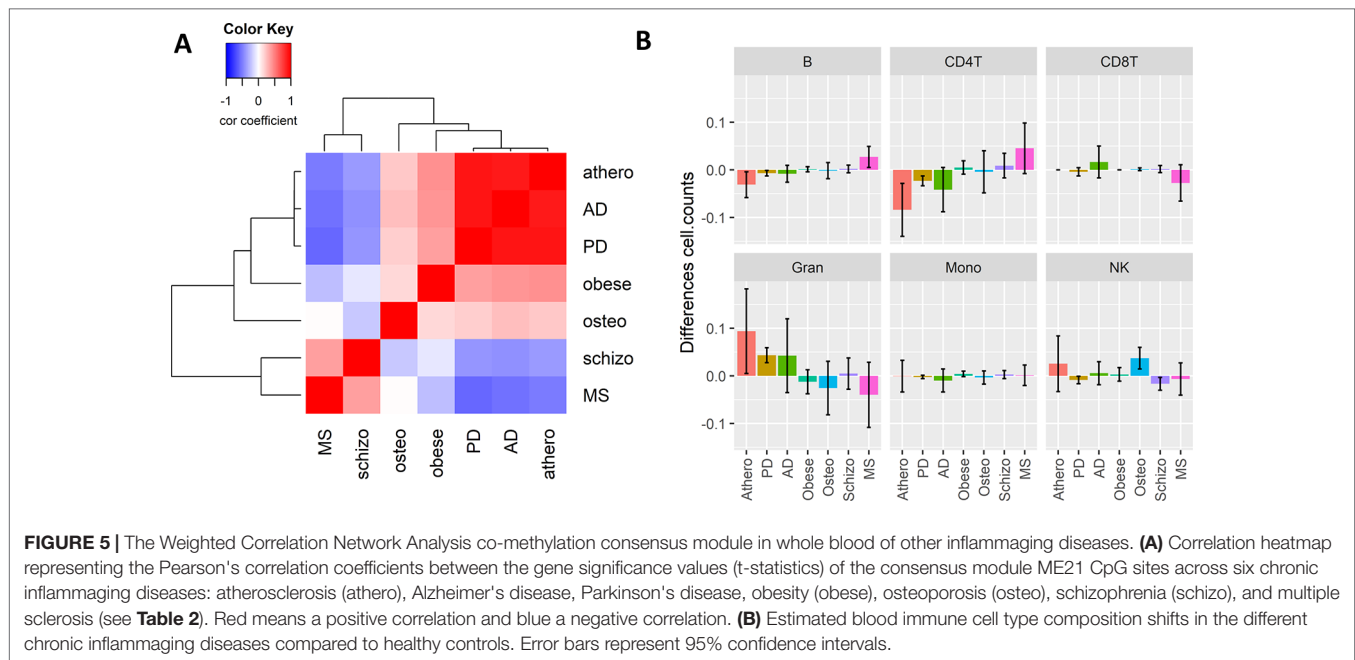 A
Color Key
-1 0 1
cor coefficient
athero
AD
PD
obese
osteo
schizo
MS
MS
schizo
osteo
obese
PD
AD
athero
B
B
CD4T
CD8T
0.1
0.0
-0.1
Gran
Mono
NK
0.1
0.0
-0.1
Differences cell.counts
Athero
PD
AD
Obese
Osteo
Schizo
MS
Athero
PD
AD
Obese
Osteo
Schizo
MS
Athero
PD
AD
Obese
Osteo
Schizo
MS
FIGURE 5 | The Weighted Correlation Network Analysis co-methylation consensus module in whole blood of other inflammaging diseases. (A) Correlation heatmap
representing the Pearson's correlation coefficients between the gene significance values (t-statistics) of the consensus module ME21 CpG sites across six chronic
inflammaging diseases: atherosclerosis (athero), Alzheimer's disease, Parkinson's disease, obesity (obese), osteoporosis (osteo), schizophrenia (schizo), and multiple
sclerosis (see Table 2). Red means a positive correlation and blue a negative correlation. (B) Estimated blood immune cell type composition shifts in the different
chronic inflammaging diseases compared to healthy controls. Error bars represent 95% confidence intervals.